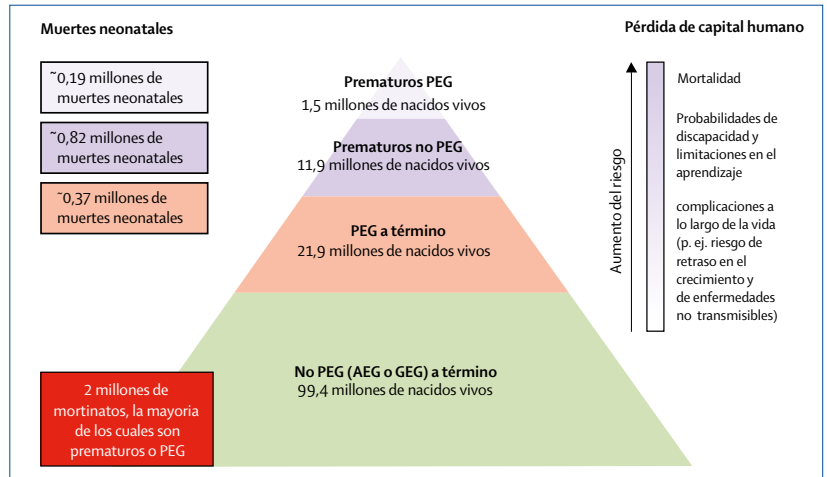 Muertes neonatales
Pérdida de capital humano
~0,19 millones de
muertes neonatales
~0,82 millones de
muertes neonatales
~0,37 millones de
muertes neonatales
2 millones de
mortinatos, la mayoria
de los cuales son
prematuros o PEG
Prematuros PEG
1,5 millones de nacidos vivos
Prematuros no PEG
11,9 millones de nacidos vivos
PEG a término
21,9 millones de nacidos vivos
No PEG (AEG o GEG) a término
99,4 millones de nacidos vivos
Aumento del riesgo
Mortalidad
Probabilidades de
discapacidad y
limitaciones en el
aprendizaje
complicaciones a
lo largo de la vida
(p. ej. riesgo de
retraso en el
crecimiento y
de enfermedades
no transmisibles)